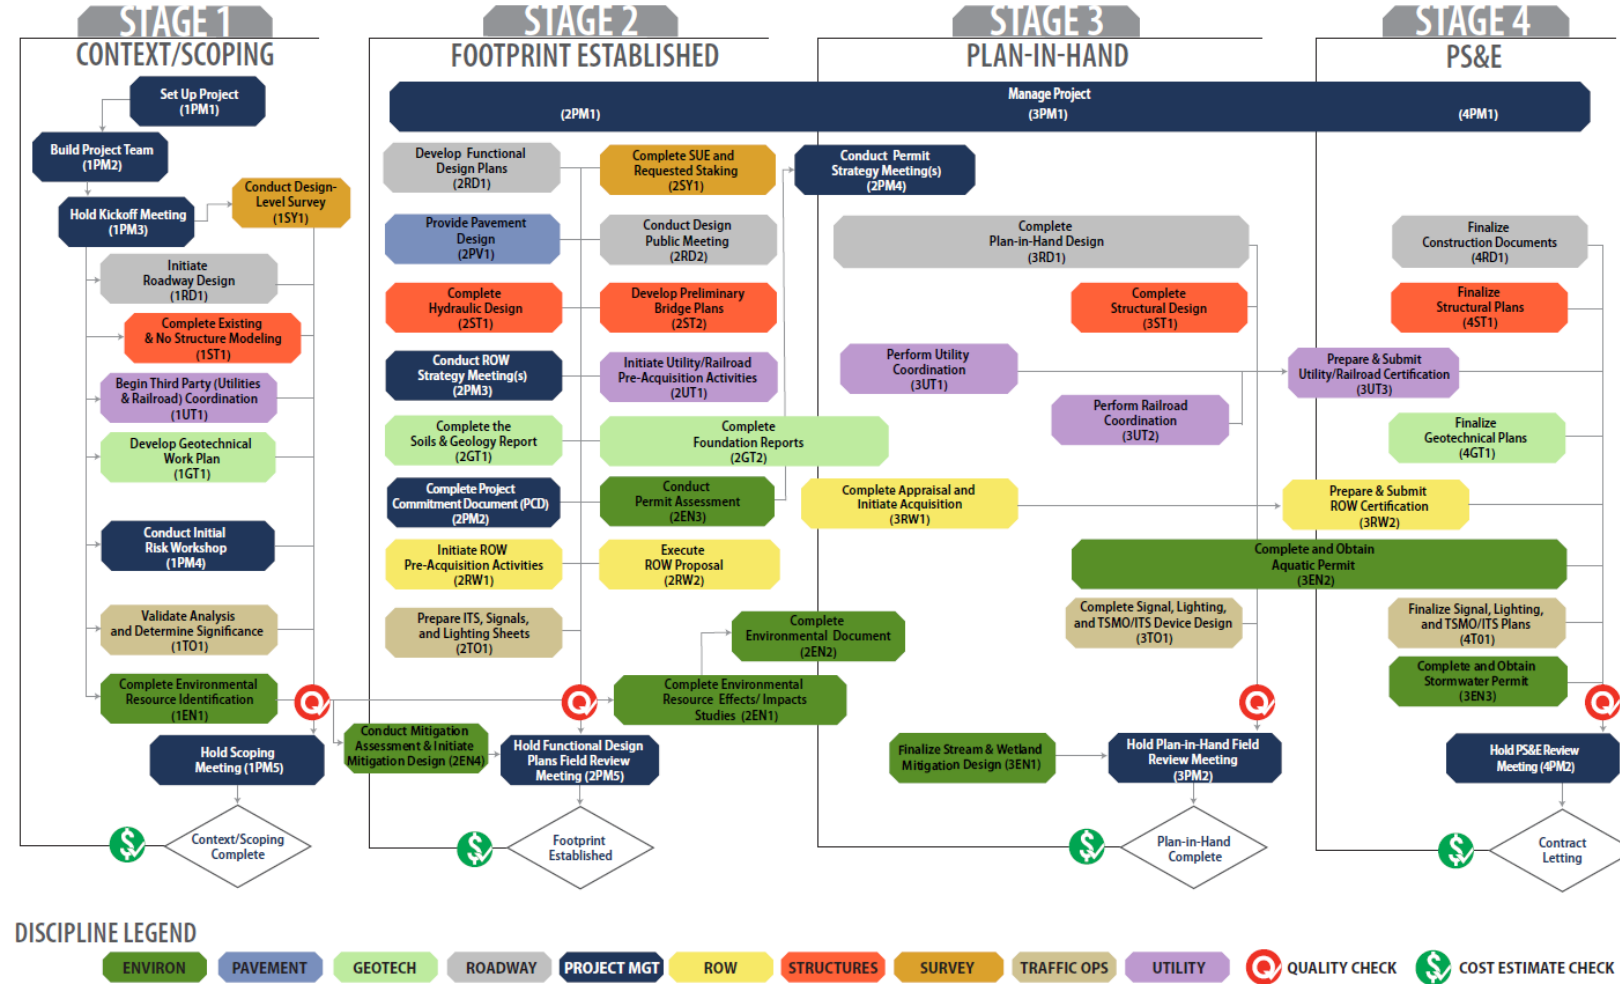 STAGE 1
CONTEXT/SCOPING
Set Up Project
(1PM1)
Build Project Team
(1PM2)
Hold Kickoff Meeting
(1PM3)
Conduct Design-
Level Survey
(1SY1)
Initiate
Roadway Design
(1RD1)
Complete Existing
& No Structure Modeling
(1ST1)
Begin Third Party (Utilities
& Railroad) Coordination
(1UT1)
Develop Geotechnical
Work Plan
(1GT1)
Conduct Initial
Risk Workshop
(1PM4)
Validate Analysis
and Determine Significance
(1TO1)
Complete Environmental
Resource Identification
(1EN1)
Hold Scoping
Meeting (1PM5)
Context/Scoping
Complete
STAGE 2
FOOTPRINT ESTABLISHED
Manage Project
(2PM1)
(3PM1)
(4PM1)
Develop Functional
Design Plans
(2RD1)
Complete SUE and
Requested Staking
(2SY1)
Conduct Permit
Strategy Meeting(s)
(2PM4)
Provide Pavement
Design
(2PV1)
Conduct Design
Public Meeting
(2RD2)
Complete
Hydraulic Design
(2ST1)
Develop Preliminary
Bridge Plans
(2ST2)
Conduct ROW
Strategy Meeting(s)
(2PM3)
Initiate Utility/Railroad
Pre-Acquisition Activities
(2UT1)
Complete the
Soils & Geology Report
(2GT1)
Complete
Foundation Reports
(2GT2)
Complete Project
Commitment Document (PCD)
(2PM2)
Conduct
Permit Assessment
(2EN3)
Initiate ROW
Pre-Acquisition Activities
(2RW1)
Execute
ROW Proposal
(2RW2)
Prepare ITS, Signals,
and Lighting Sheets
(2TO1)
Complete
Environmental Document
(2EN2)
Complete Environmental
Resource Effects/ Impacts
Studies (2EN1)
Conduct Mitigation
Assessment & Initiate
Mitigation Design (2EN4)
Hold Functional Design
Plans Field Review
Meeting (2PM5)
Footprint
Established
STAGE 3
PLAN-IN-HAND
Complete
Plan-in-Hand Design
(3RD1)
Complete
Structural Design
(3ST1)
Perform Utility
Coordination
(3UT1)
Perform Railroad
Coordination
(3UT2)
Prepare & Submit
Utility/Railroad Certification
(3UT3)
Complete Appraisal and
Initiate Acquisition
(3RW1)
Prepare & Submit
ROW Certification
(3RW2)
Complete and Obtain
Aquatic Permit
(3EN2)
Complete Signal, Lighting,
and TSMO/ITS Device Design
(3TO1)
Finalize Stream & Wetland
Mitigation Design (3EN1)
Hold Plan-in-Hand Field
Review Meeting
(3PM2)
Plan-in-Hand
Complete
STAGE 4
PS&E
Finalize
Construction Documents
(4RD1)
Finalize
Structural Plans
(4ST1)
Finalize
Geotechnical Plans
(4GT1)
Finalize Signal, Lighting,
and TSMO/ITS Plans
(4T01)
Complete and Obtain
Stormwater Permit
(3EN3)
Hold PS&E Review
Meeting (4PM2)
Contract
Letting
DISCIPLINE LEGEND
ENVIRON
PAVEMENT
GEOTECH
ROADWAY
PROJECT MGT
ROW
STRUCTURES
SURVEY
TRAFFIC OPS
UTILITY
QUALITY CHECK
COST ESTIMATE CHECK